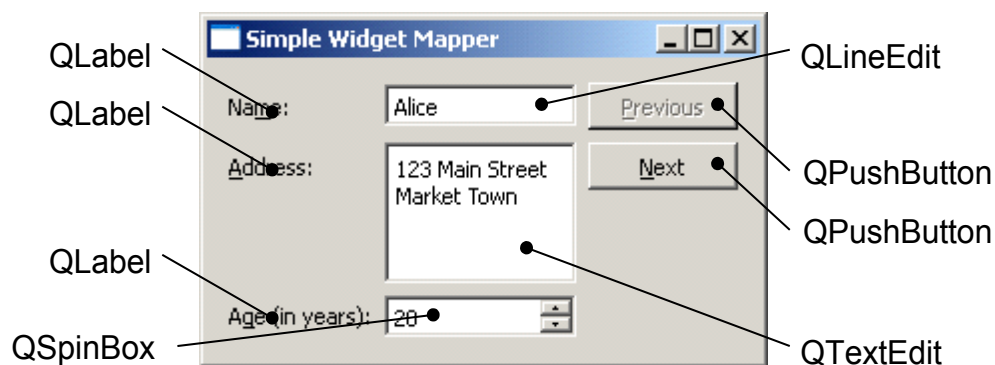 Simple Widget Mapper
QLabel
QLineEdit
Name:
Alice
Previous
QLabel
Address:
123 Main Street
Market Town
Next
QPushButton
QPushButton
QLabel
Age (in years):
20
QSpinBox
QTextEdit